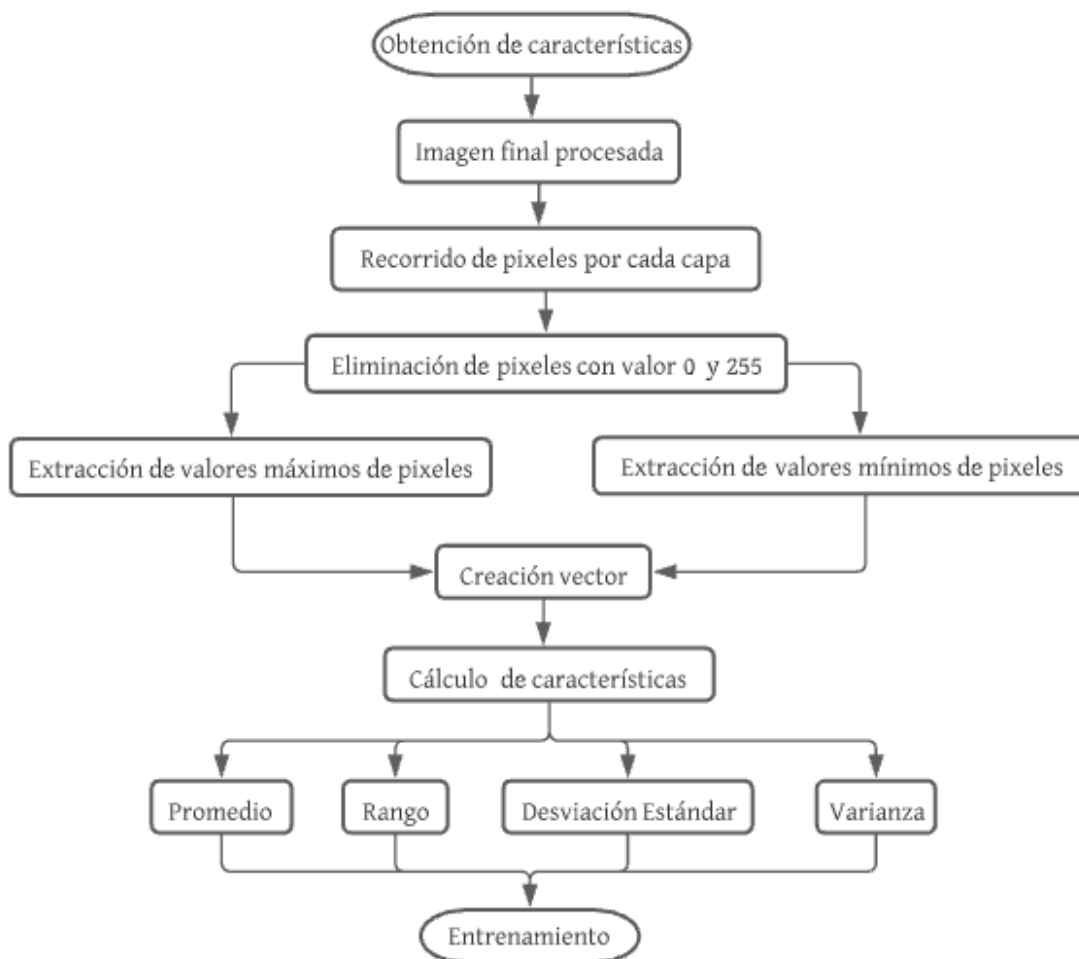 Obtención de características
Imagen final procesada
Recorrido de pixeles por cada capa
Eliminación de pixeles con valor 0 y 255
Extracción de valores máximos de pixeles
Extracción de valores mínimos de pixeles
Creación vector
Cálculo de características
Promedio
Rango
Desviación Estándar
Varianza
Entrenamiento